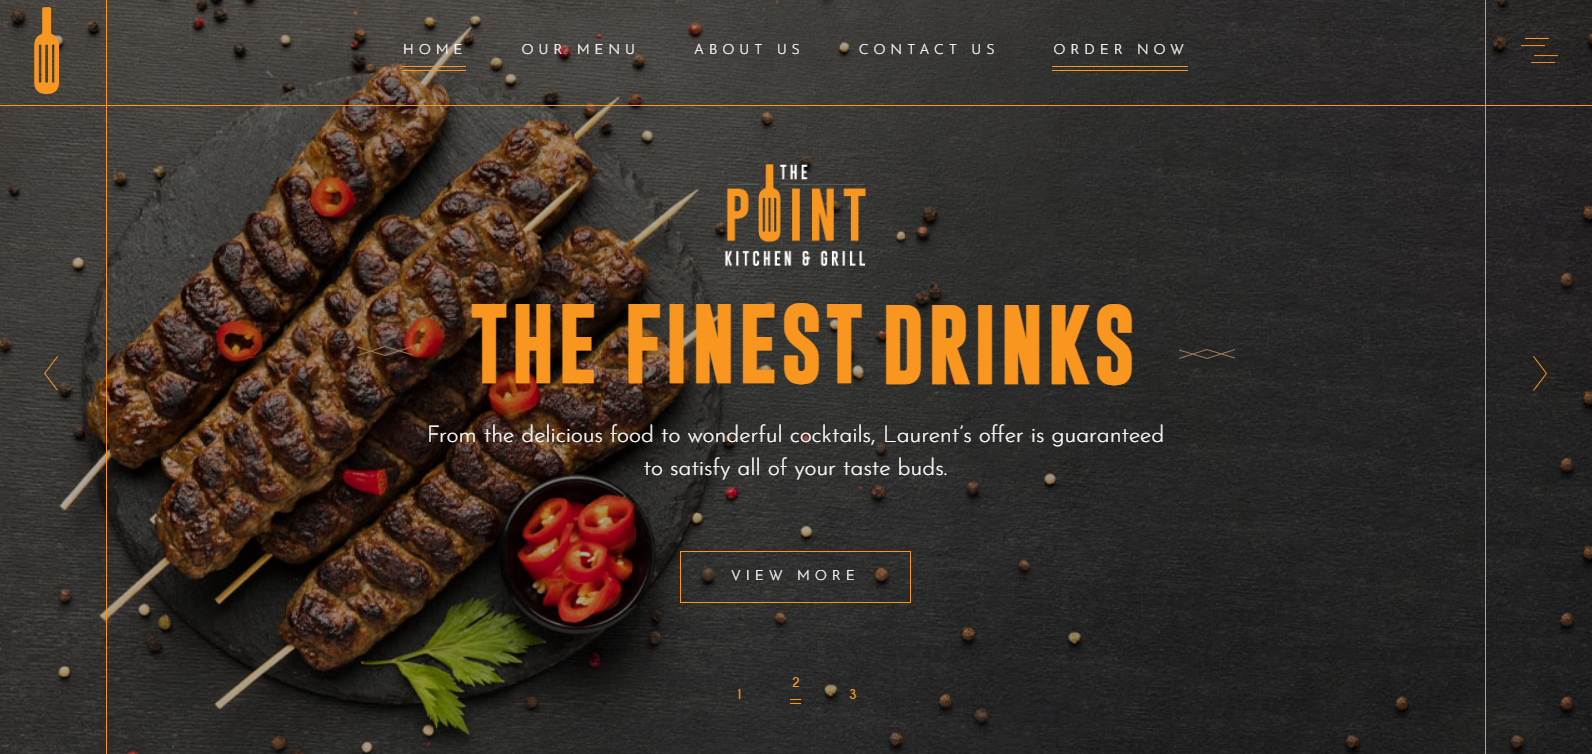 HOME OUR MENU ABOUT US CONTACT US ORDER NOW
THE
POINT
KITCHEN & GRILL
THE FINEST DRINKS
From the delicious food to wonderful cocktails, Laurent's offer is guaranteed
to satisfy all of your taste buds.
VIEW MORE
1 2 3